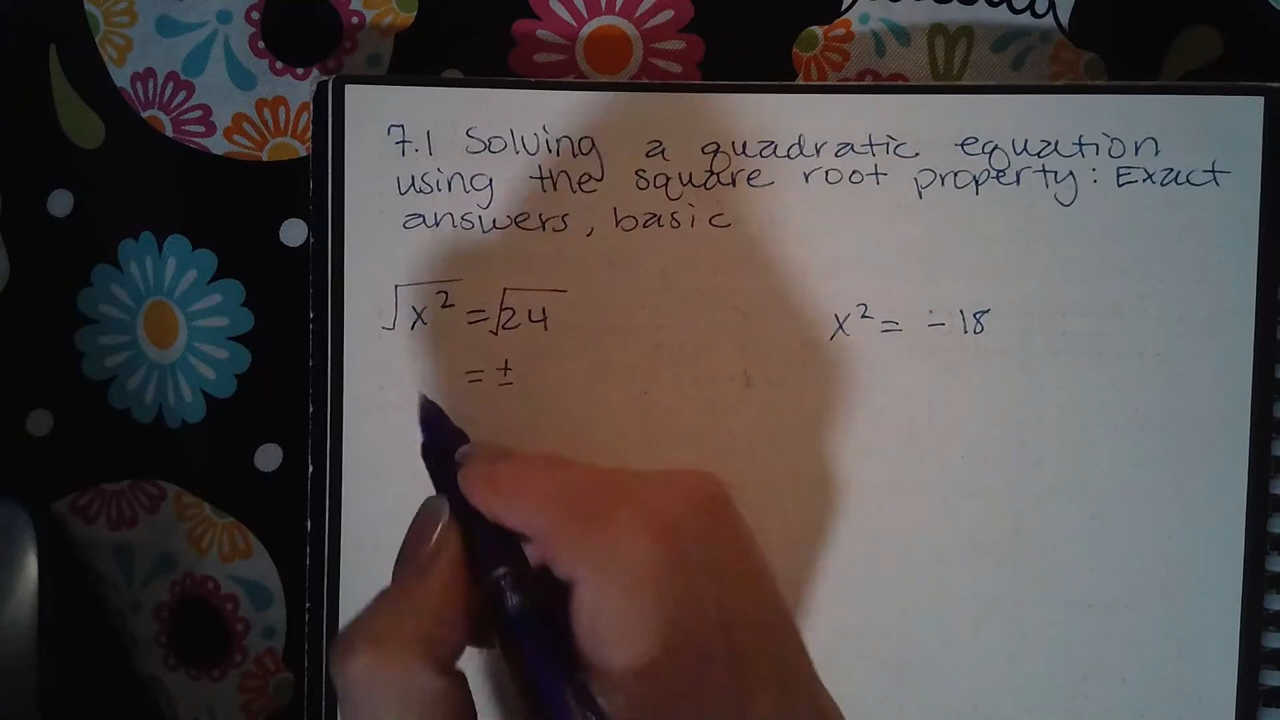 7.1 Solving a quadratic equation
using the square root property: Exact
answers, basic
√x² = √24
x² = -18
= ±